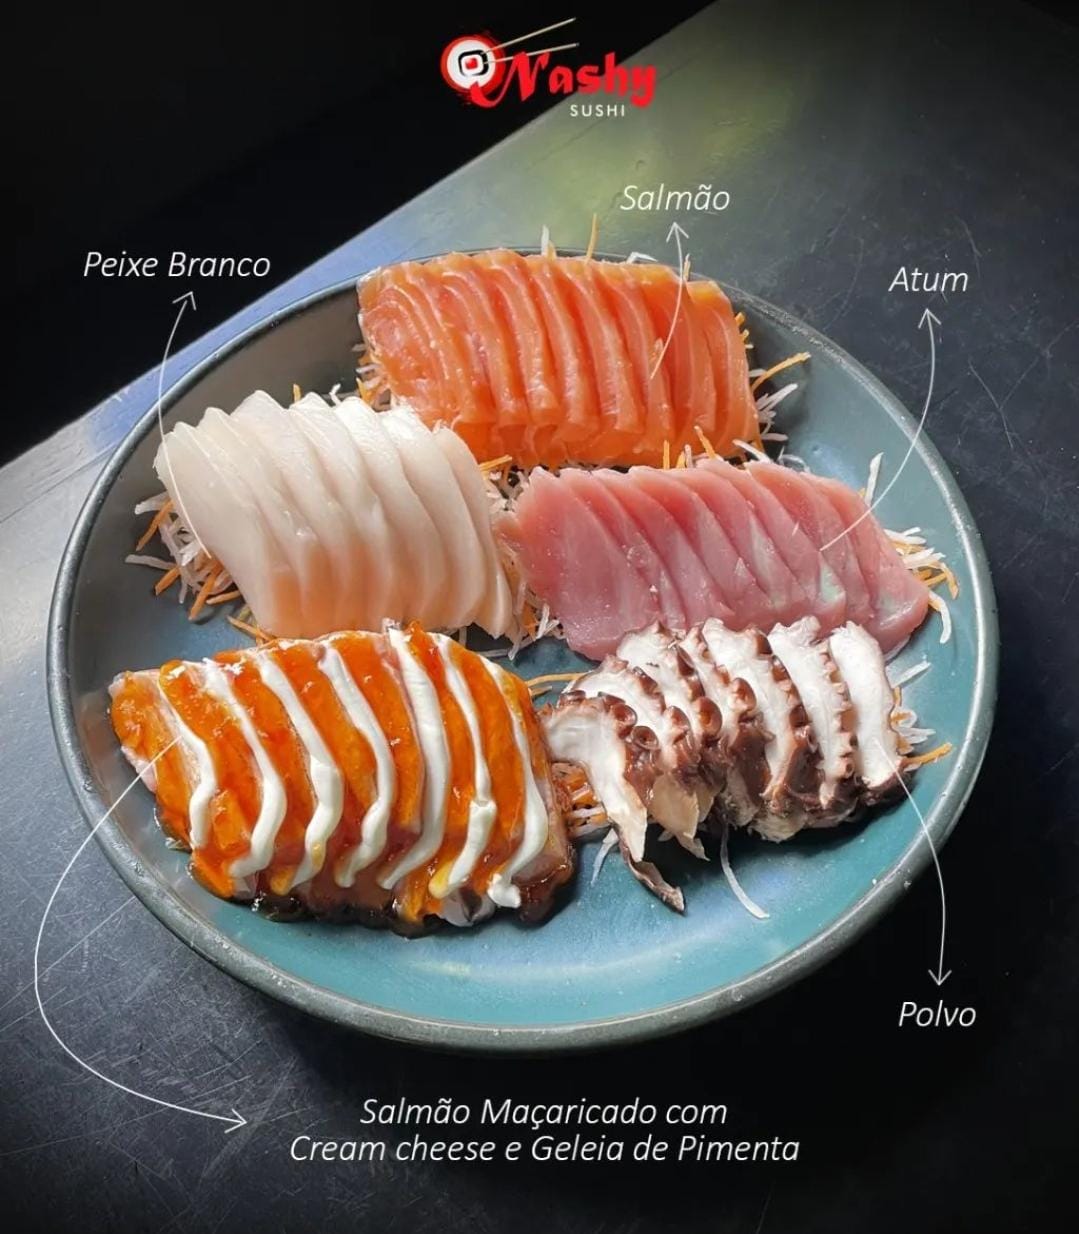 Nashy
SUSHI
Salmão
Peixe Branco
Atum
Polvo
Salmão Maçaricado com
Cream cheese e Geleia de Pimenta